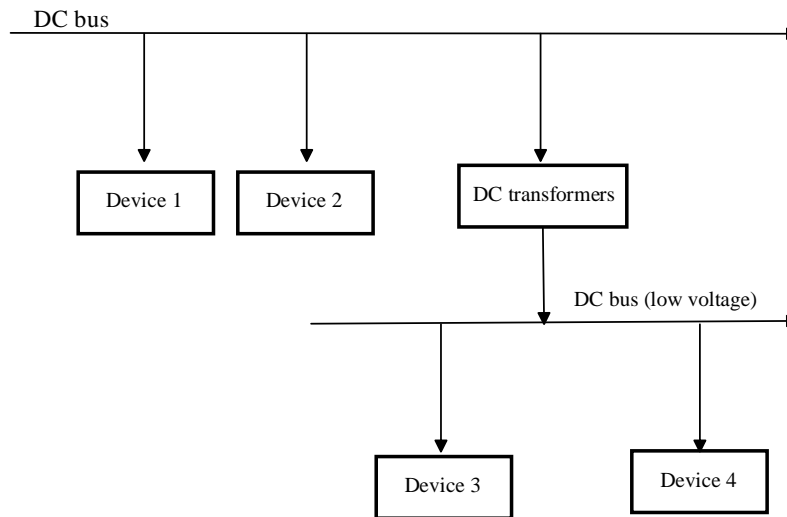 DC bus
Device 1
Device 2
DC transformers
DC bus (low voltage)
Device 3
Device 4